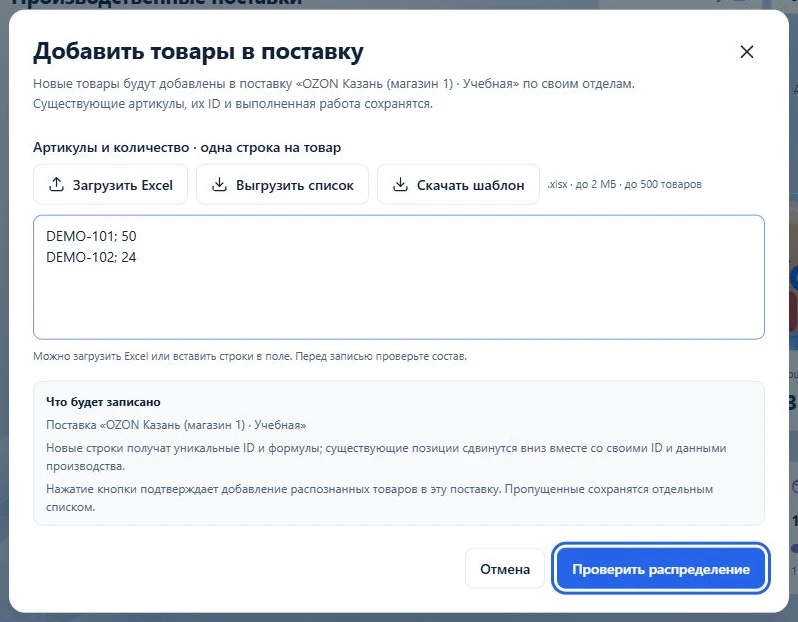 Производственные поставки
Добавить товары в поставку
Новые товары будут добавлены в поставку «OZON Казань (магазин 1) · Учебная» по своим отделам.
Существующие артикулы, их ID и выполненная работа сохранятся.
Артикулы и количество · одна строка на товар
Загрузить Excel
Выгрузить список
Скачать шаблон
.xlsx · до 2 МБ · до 500 товаров
DEMO-101; 50
DEMO-102; 24
Можно загрузить Excel или вставить строки в поле. Перед записью проверьте состав.
Что будет записано
Поставка «OZON Казань (магазин 1) · Учебная»
Новые строки получат уникальные ID и формулы; существующие позиции сдвинутся вниз вместе со своими ID и данными
производства.
Нажатие кнопки подтверждает добавление распознанных товаров в эту поставку. Пропущенные сохранятся отдельным
списком.
Отмена
Проверить распределение